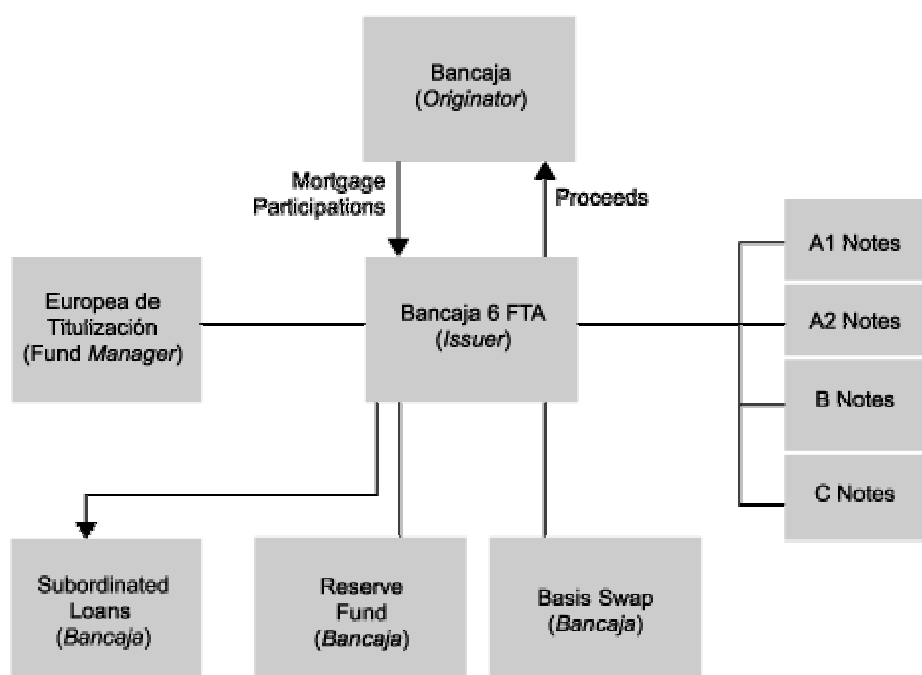 Bancaja
(Originator)
Mortgage
Participations
Proceeds
A1 Notes
Europea de
Titulización
(Fund Manager)
Bancaja 6 FTA
(Issuer)
A2 Notes
B Notes
C Notes
Subordinated
Loans
(Bancaja)
Reserve
Fund
(Bancaja)
Basis Swap
(Bancaja)